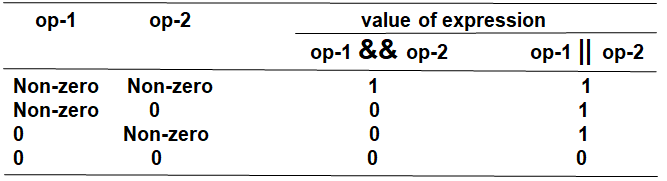 op-1 op-2 value of expression
op-1 && op-2 op-1 || op-2
Non-zero Non-zero 1 1
Non-zero 0 0 1
0 Non-zero 0 1
0 0 0 0